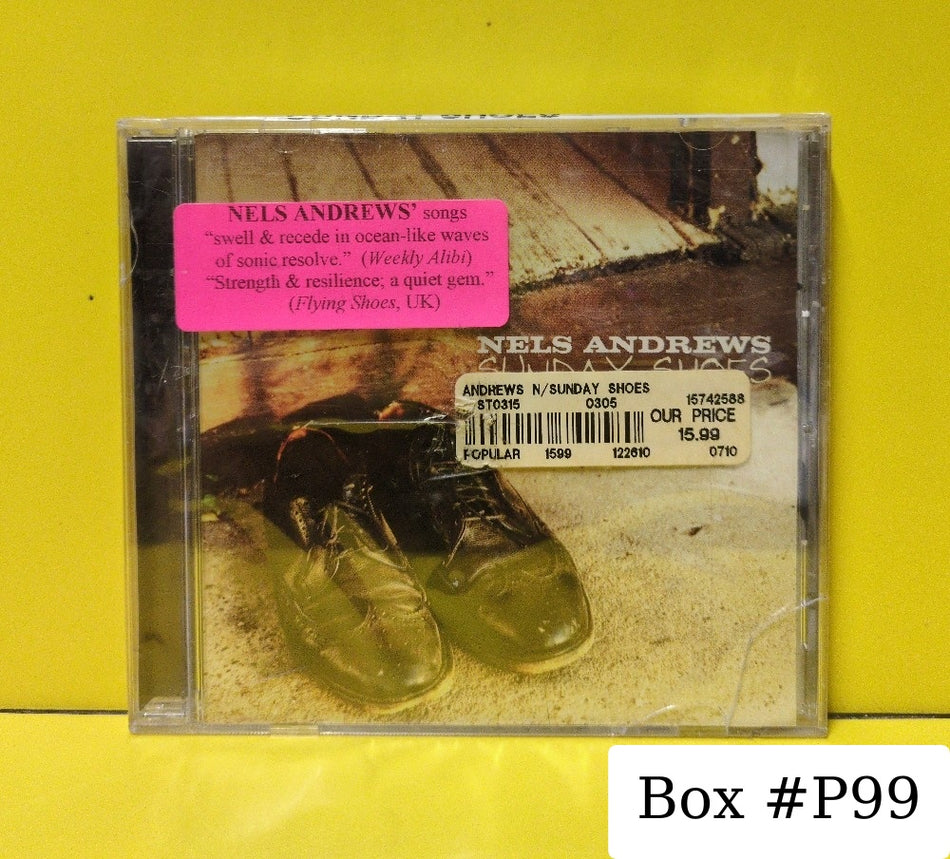 NELS ANDREWS' songs
"swell & recede in ocean-like waves
of sonic resolve." (Weekly Alibi)
"Strength & resilience; a quiet gem."
(Flying Shoes, UK)
NELS ANDREWS
SUNDAY SHOES
ANDREWS N/SUNDAY SHOES
ST0315 0305 15742588
OUR PRICE
15.99
POPULAR 1599 122610 0710
Box #P99